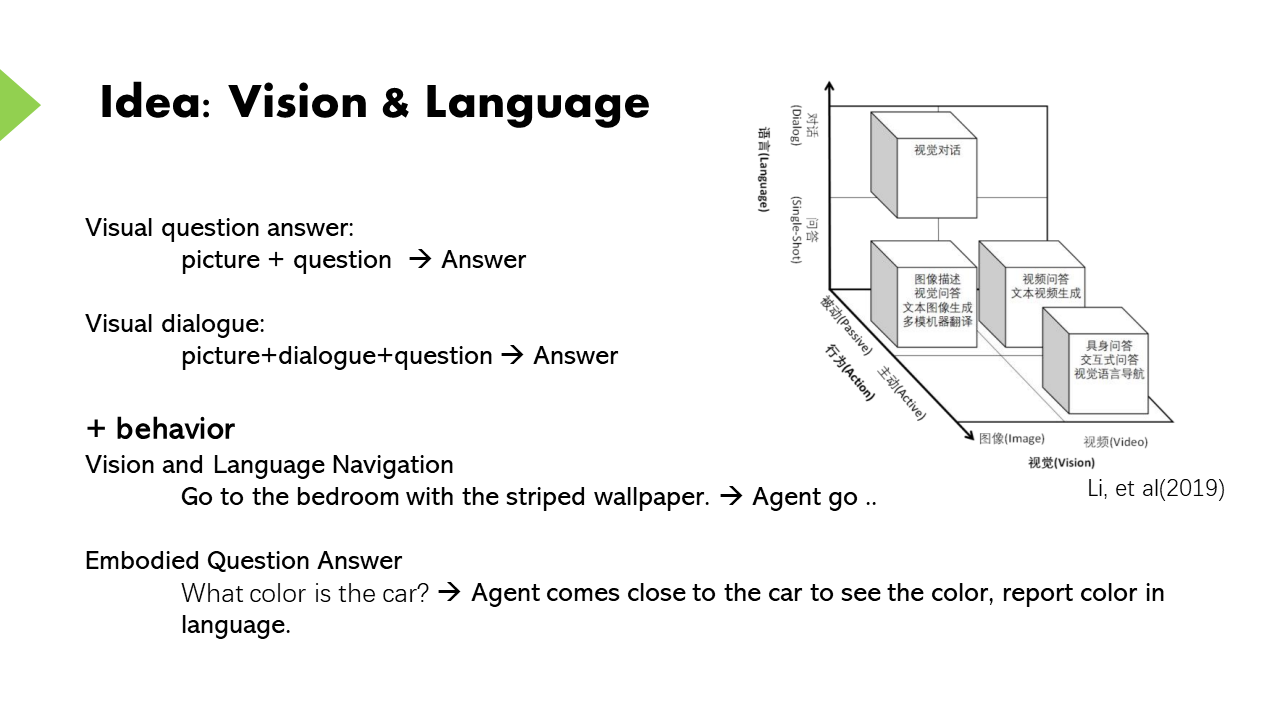 Idea: Vision & Language
Visual question answer:
picture + question → Answer
Visual dialogue:
picture+dialogue+question → Answer
+ behavior
Vision and Language Navigation
Go to the bedroom with the striped wallpaper. → Agent go ..
Embodied Question Answer
What color is the car? → Agent comes close to the car to see the color, report color in
language.
语言(Language)
对话
(Dialog)
问答
(Single-Shot)
视觉对话
图像描述
视觉问答
文本图像生成
多模机器翻译
视频问答
文本视频生成
具身问答
交互式问答
视觉语言导航
被动(Passive)
行为(Action)
主动(Active)
图像(Image)
视频(Video)
视觉(Vision)
Li, et al(2019)